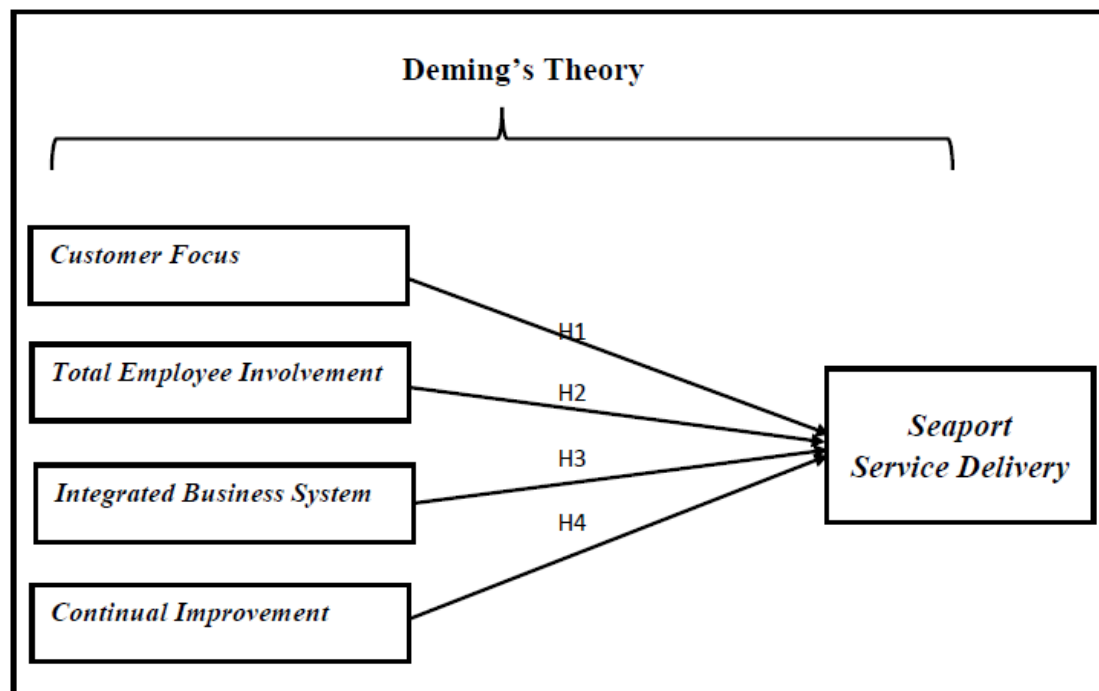 Deming’s Theory
Customer Focus
H1
Total Employee Involvement
H2
Seaport
Service Delivery
H3
Integrated Business System
H4
Continual Improvement